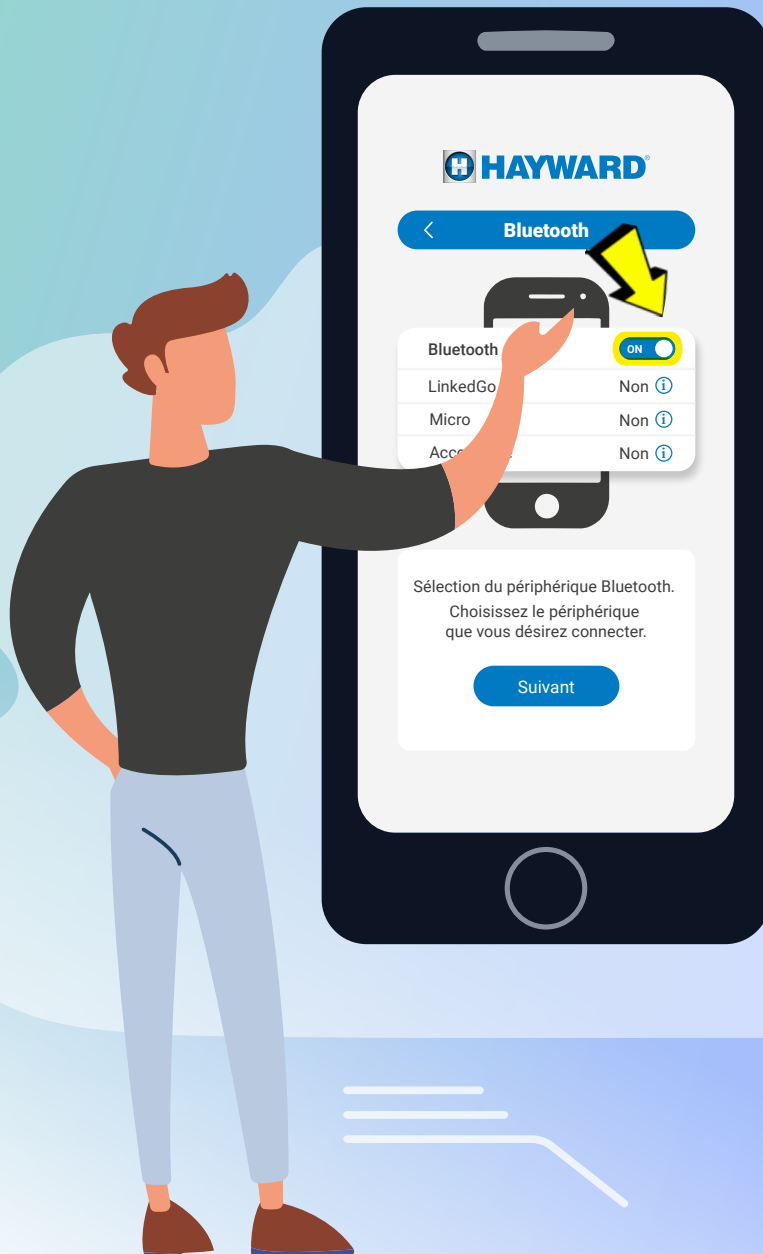 HAYWARD®
Bluetooth
Bluetooth ON
LinkedGo Non
Micro Non
Non
Sélection du périphérique Bluetooth.
Choisissez le périphérique
que vous désirez connecter.
Suivant